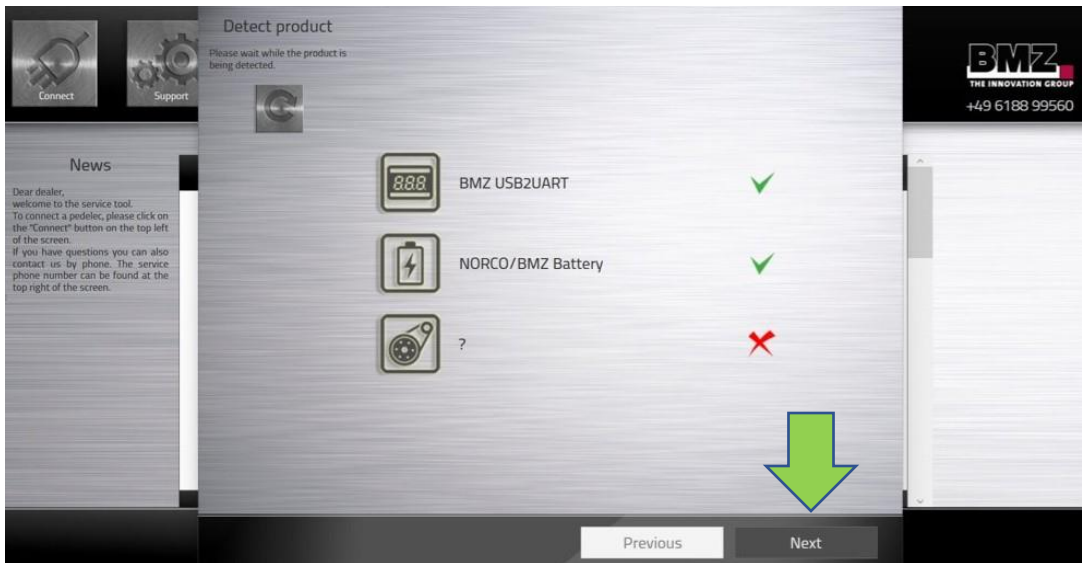 Connect
Support
Detect product
Please wait while the product is
being detected.
BMZ
THE INNOVATION GROUP
+49 6188 99560
News
Dear dealer,
welcome to the service tool.
To connect a pedelec, please click on
the "Connect" button on the top left
of the screen.
If you have questions you can also
contact us by phone. The service
phone number can be found at the
top right of the screen.
8.8.8.
BMZ USB2UART
NORCO/BMZ Battery
?
Previous
Next